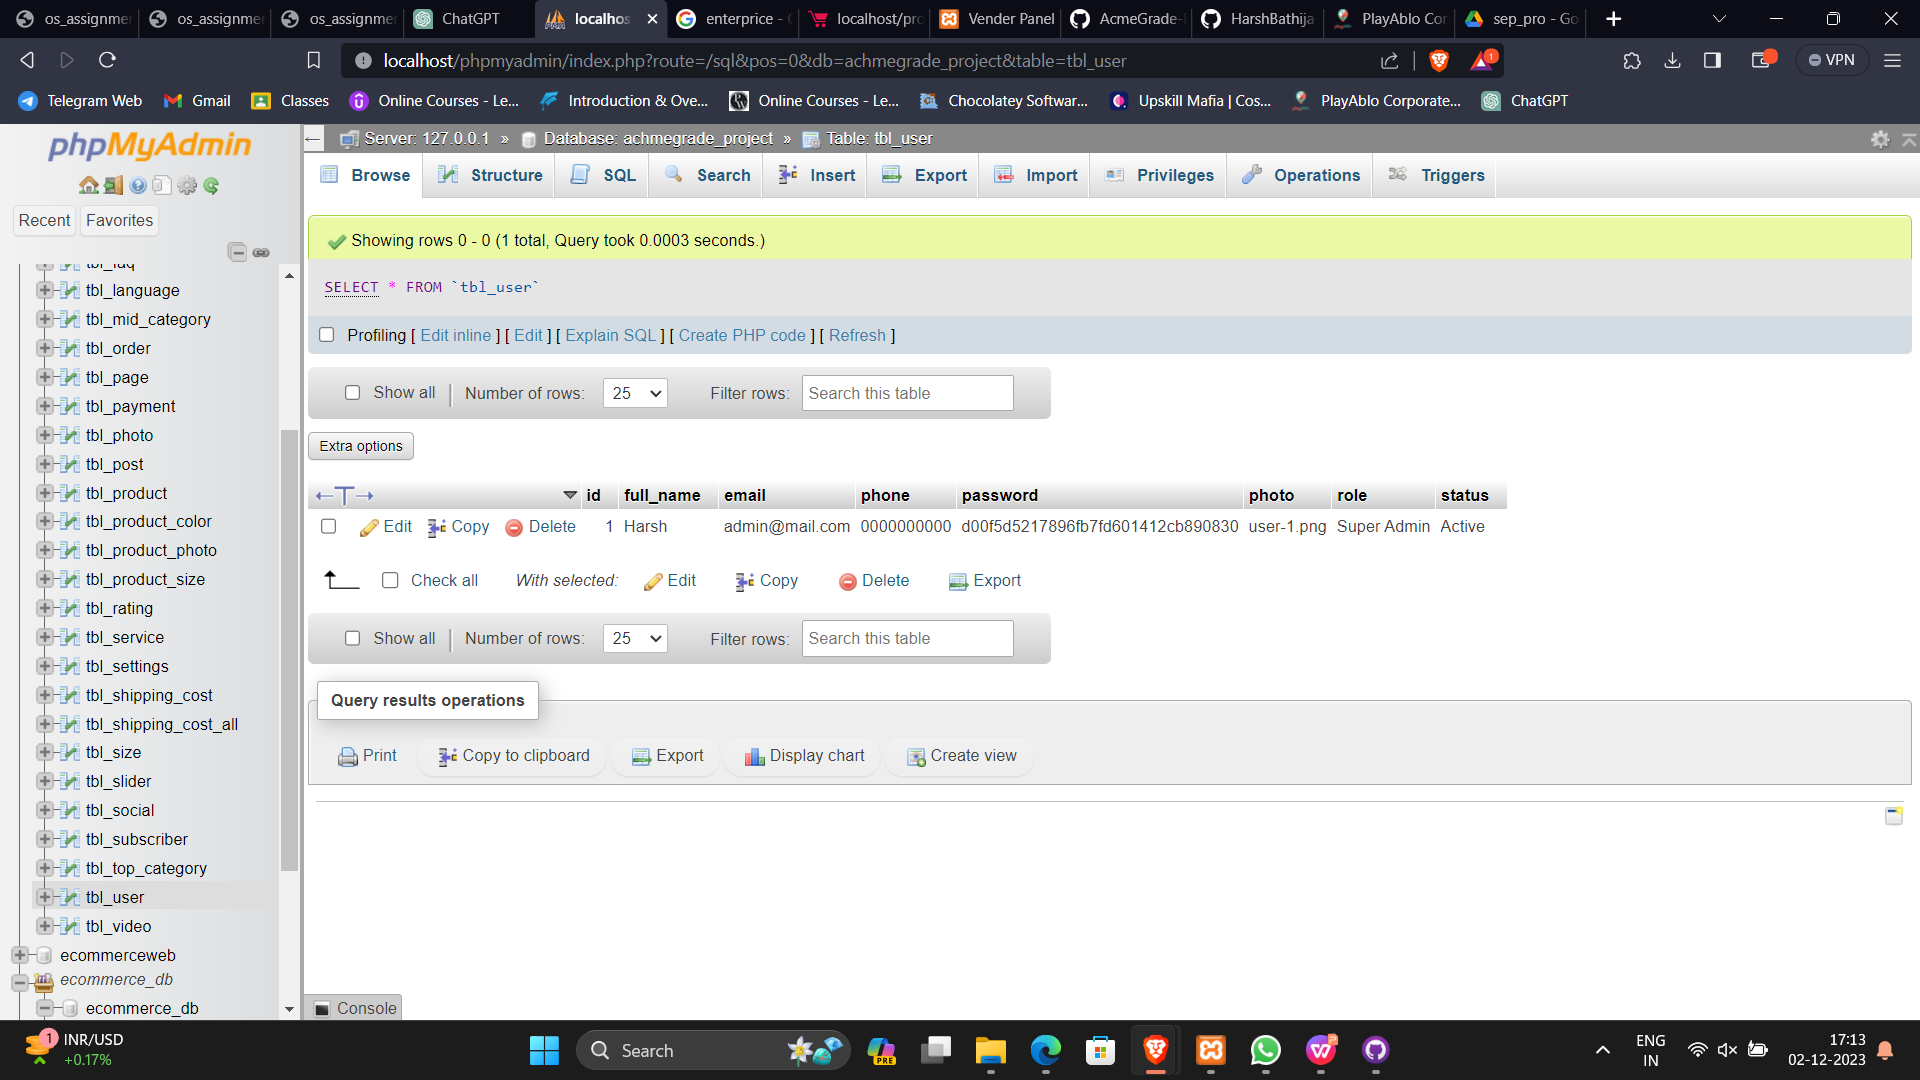 os_assignmen
os_assignmen
os_assignmen
ChatGPT
localhos
enterprice - G
localhost/pro
Vender Panel
AcmeGrade-
HarshBathija
PlayAblo Cor
sep_pro - Goo
localhost/phpmyadmin/index.php?route=/sql&pos=0&db=achmegrade_project&table=tbl_user
1
VPN
Telegram Web
Gmail
Classes
Online Courses - Le...
Introduction & Ove...
Online Courses - Le...
Chocolatey Softwar...
Upskill Mafia | Cos...
PlayAblo Corporate...
ChatGPT
phpMyAdmin
Recent
Favorites
tbl_faq
tbl_language
tbl_mid_category
tbl_order
tbl_page
tbl_payment
tbl_photo
tbl_post
tbl_product
tbl_product_color
tbl_product_photo
tbl_product_size
tbl_rating
tbl_service
tbl_settings
tbl_shipping_cost
tbl_shipping_cost_all
tbl_size
tbl_slider
tbl_social
tbl_subscriber
tbl_top_category
tbl_user
tbl_video
ecommerceweb
ecommerce_db
ecommerce_db
Server: 127.0.0.1 » Database: achmegrade_project » Table: tbl_user
Browse Structure SQL Search Insert Export Import Privileges Operations Triggers
Showing rows 0 - 0 (1 total, Query took 0.0003 seconds.)
SELECT * FROM `tbl_user`
Profiling [ Edit inline ] [ Edit ] [ Explain SQL ] [ Create PHP code ] [ Refresh ]
Show all | Number of rows: 25 Filter rows: Search this table
Extra options
id full_name email phone password photo role status
Edit Copy Delete 1 Harsh admin@mail.com 0000000000 d00f5d5217896fb7fd601412cb890830 user-1.png Super Admin Active
Check all With selected: Edit Copy Delete Export
Show all | Number of rows: 25 Filter rows: Search this table
Query results operations
Print Copy to clipboard Export Display chart Create view
Console
1
INR/USD
+0.17%
Search
PRE
ENG
IN
17:13
02-12-2023